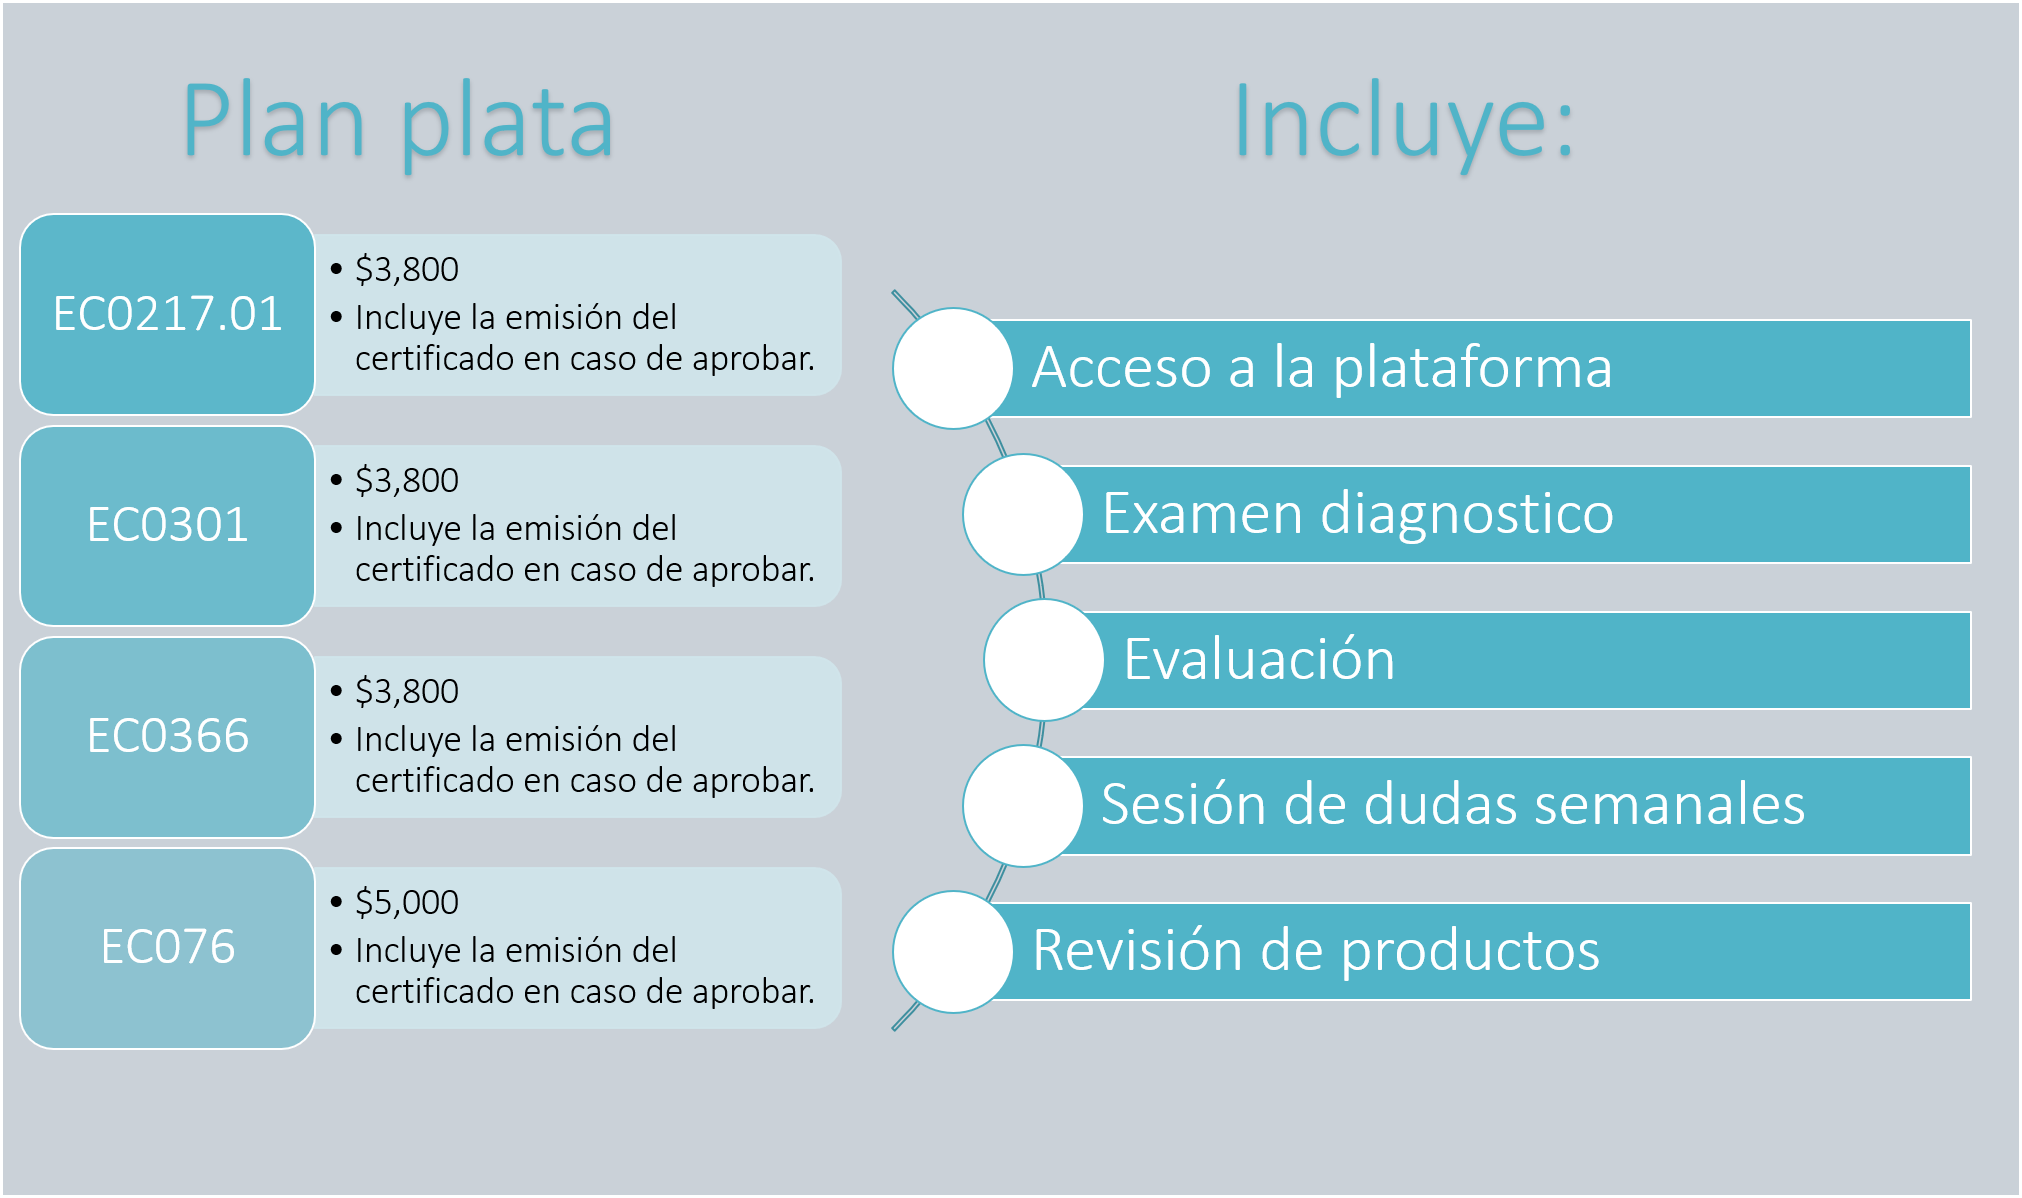 Plan plata
EC0217.01
• $3,800
• Incluye la emisión del
certificado en caso de aprobar.
EC0301
• $3,800
• Incluye la emisión del
certificado en caso de aprobar.
EC0366
• $3,800
• Incluye la emisión del
certificado en caso de aprobar.
EC076
• $5,000
• Incluye la emisión del
certificado en caso de aprobar.
Incluye:
Acceso a la plataforma
Examen diagnostico
Evaluación
Sesión de dudas semanales
Revisión de productos